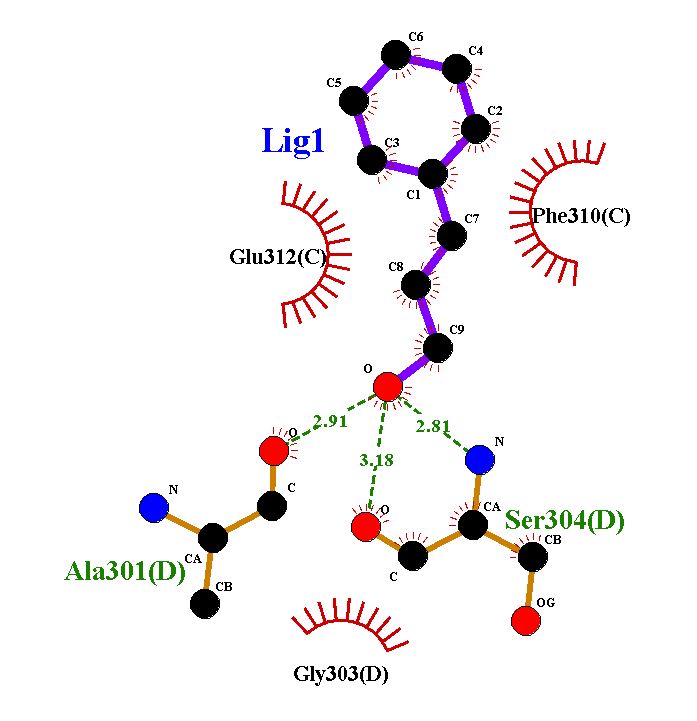 C6
C4
C5
C2
Lig1
C3
C1
Phe310(C)
C7
Glu312(C)
C8
C9
O
2.91
2.81
O
N
3.18
N
C
O
CA
Ser304(D)
CA
CB
Ala301(D)
C
CB
OG
Gly303(D)